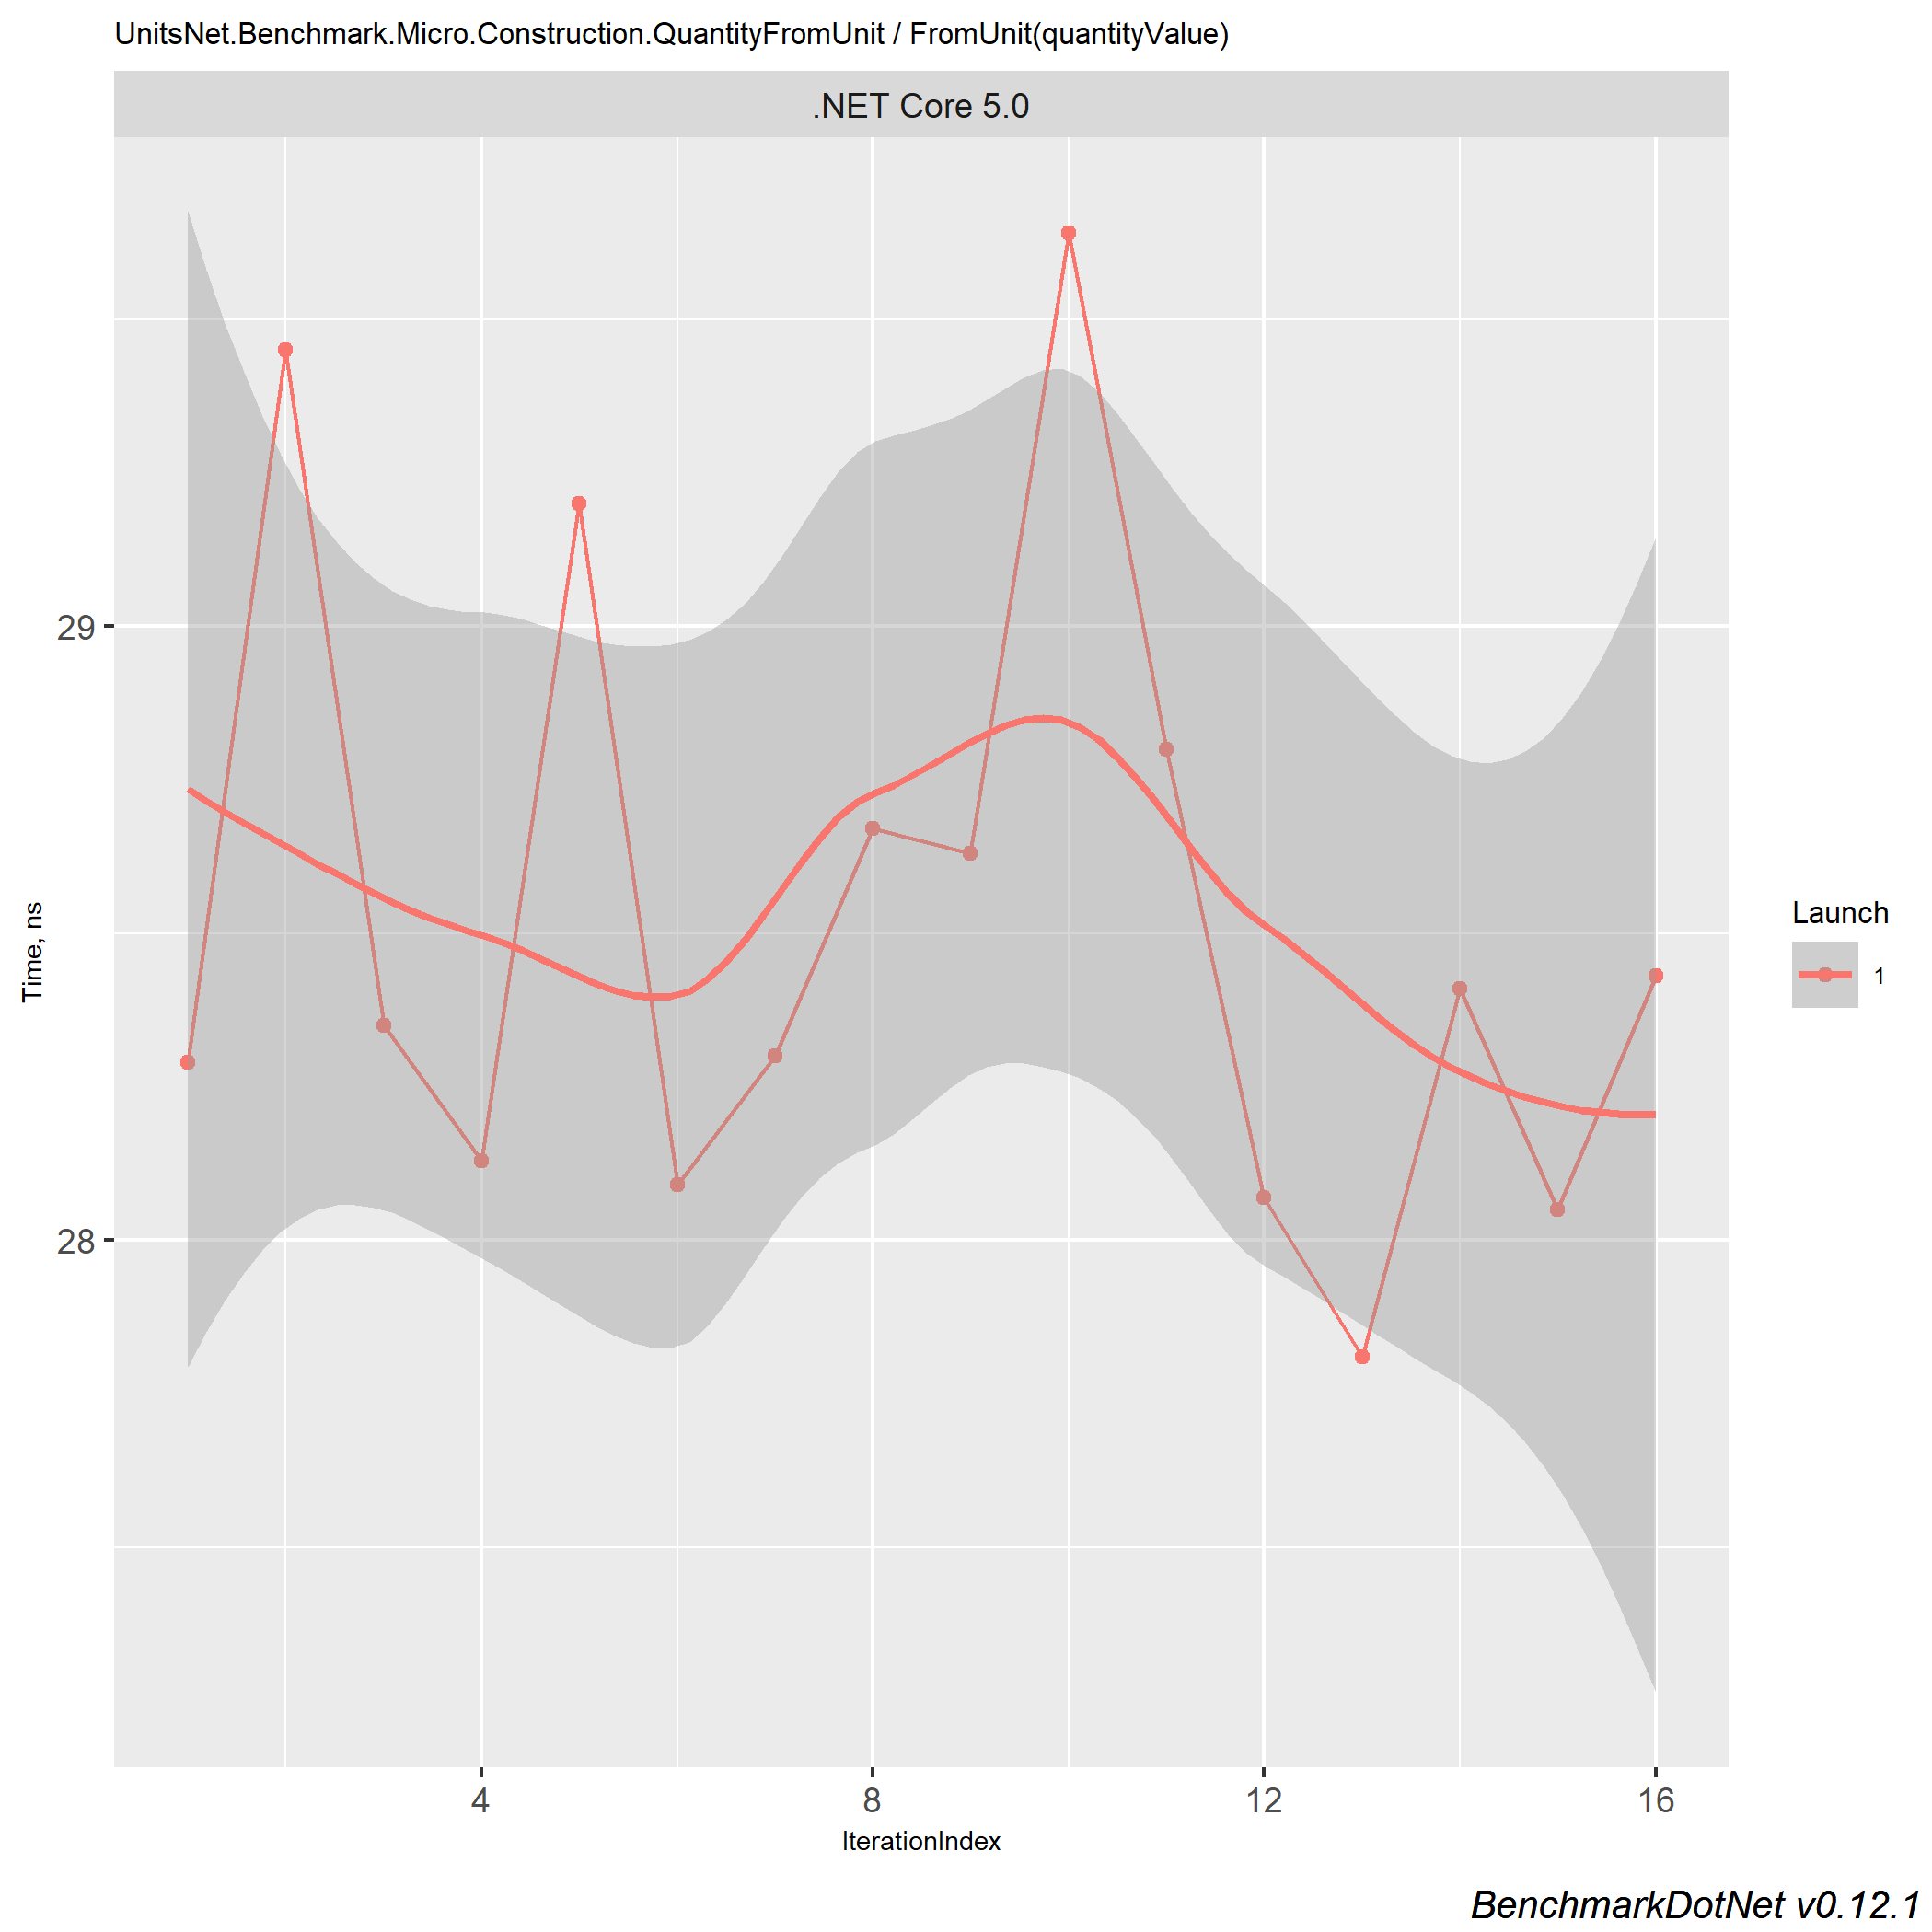 UnitsNet.Benchmark.Micro.Construction.QuantityFromUnit / FromUnit(quantityValue)
.NET Core 5.0
29
28
Time, ns
4 8 12 16
IterationIndex
Launch
1
BenchmarkDotNet v0.12.1